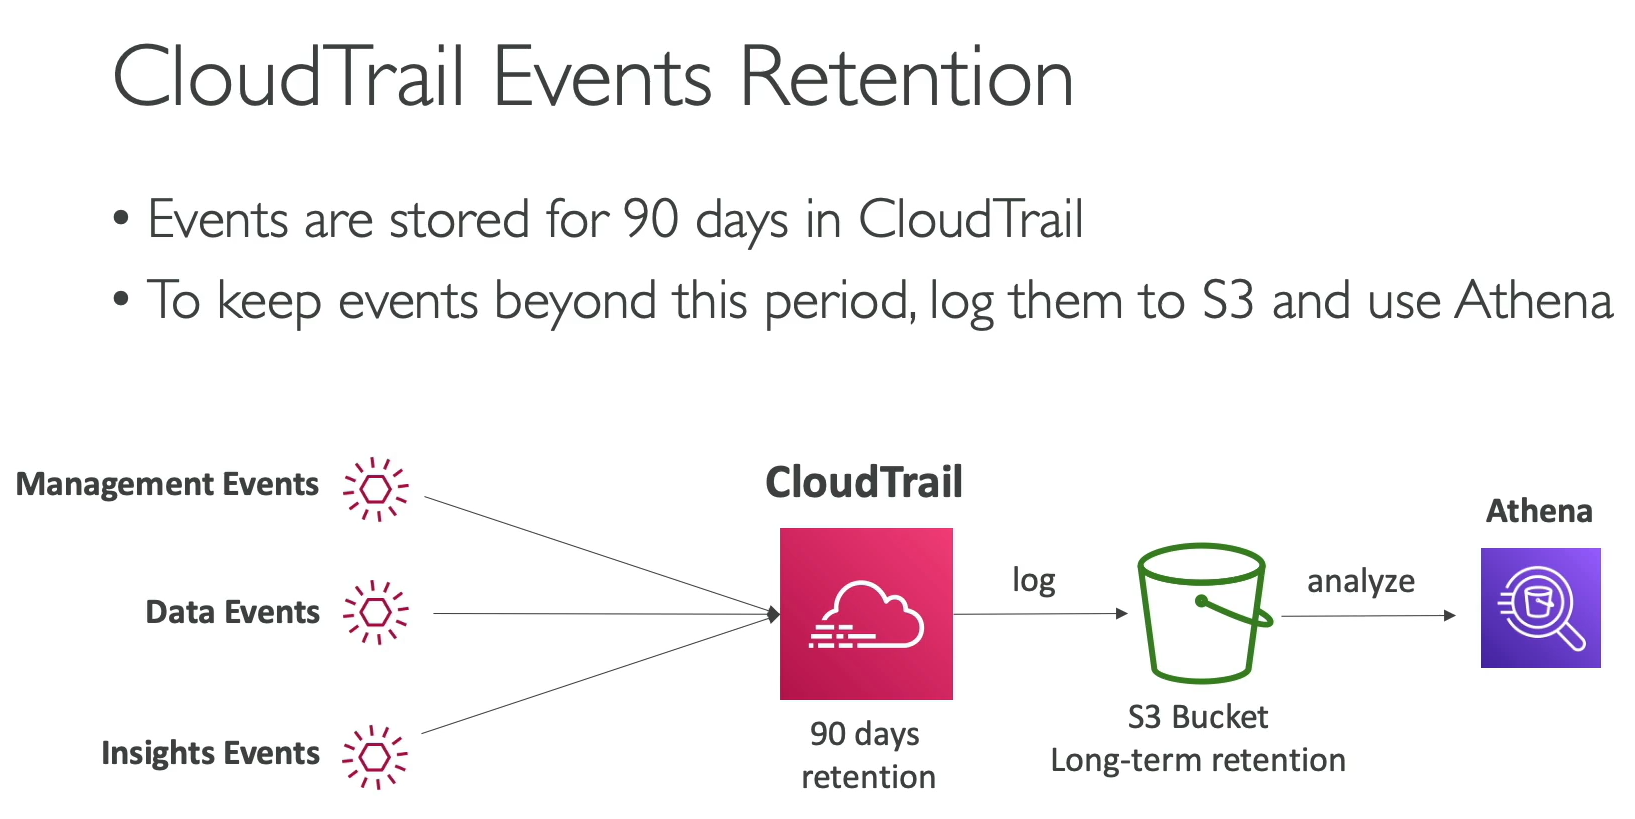 CloudTrail Events Retention
• Events are stored for 90 days in CloudTrail
• To keep events beyond this period, log them to S3 and use Athena
Management Events
Data Events
Insights Events
CloudTrail
90 days
retention
log
S3 Bucket
Long-term retention
analyze
Athena